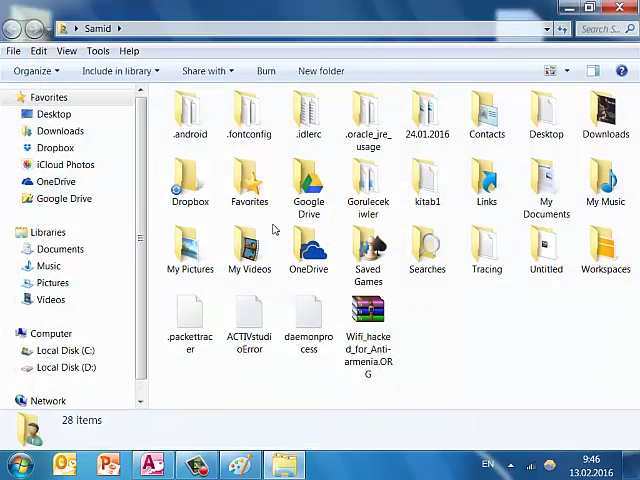 Samid
Search S...
File Edit View Tools Help
Organize Include in library Share with Burn New folder
Favorites
Desktop
Downloads
Dropbox
iCloud Photos
OneDrive
Google Drive
Libraries
Documents
Music
Pictures
Videos
Computer
Local Disk (C:)
Local Disk (D:)
Network
.android .fontconfig .idlerc .oracle_jre_ 24.01.2016 Contacts Desktop Downloads
usage
Dropbox Favorites Google Gorulecek kitab1 Links My My Music
Drive iwler Documents
My Pictures My Videos OneDrive Saved Searches Tracing Untitled Workspaces
Games
.packettrac ACTIVstudi daemonpro Wifi_hacke
er oError cess d_for_Anti-
armenia.OR
G
28 items
EN 9:46
13.02.2016